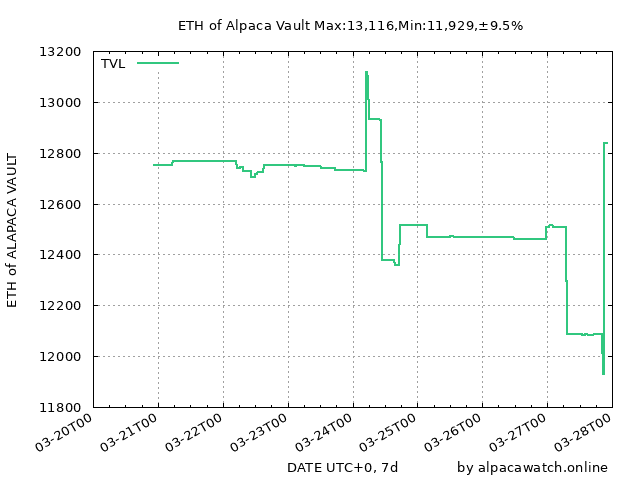 ETH of Alpaca Vault Max:13,116,Min:11,929,±9.5%
TVL
13200
13000
12800
12600
12400
12200
12000
11800
ETH of ALAPACA VAULT
03-20T00
03-21T00
03-22T00
03-23T00
03-24T00
03-25T00
03-26T00
03-27T00
03-28T00
DATE UTC+0, 7d
by alpacawatch.online